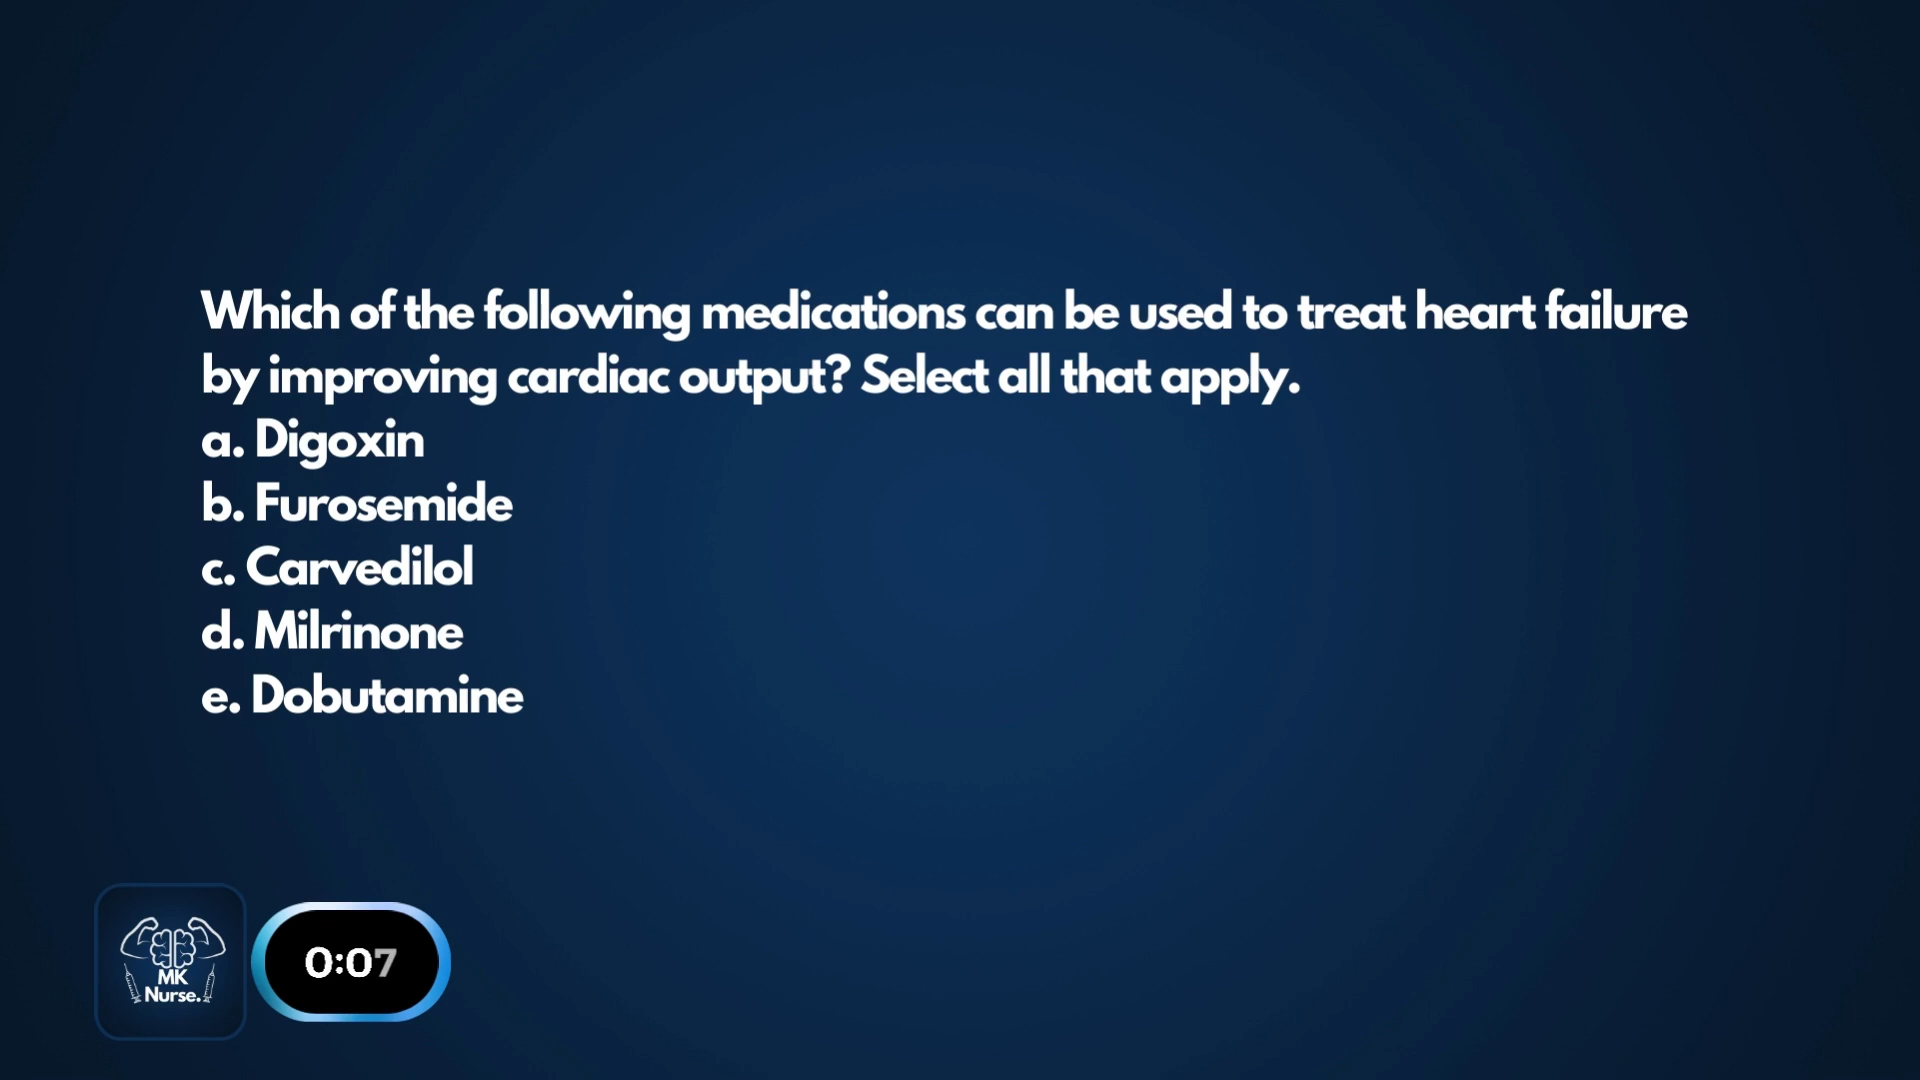 Which of the following medications can be used to treat heart failure
by improving cardiac output? Select all that apply.
a. Digoxin
b. Furosemide
c. Carvedilol
d. Milrinone
e. Dobutamine
MK
Nurse.
0:07